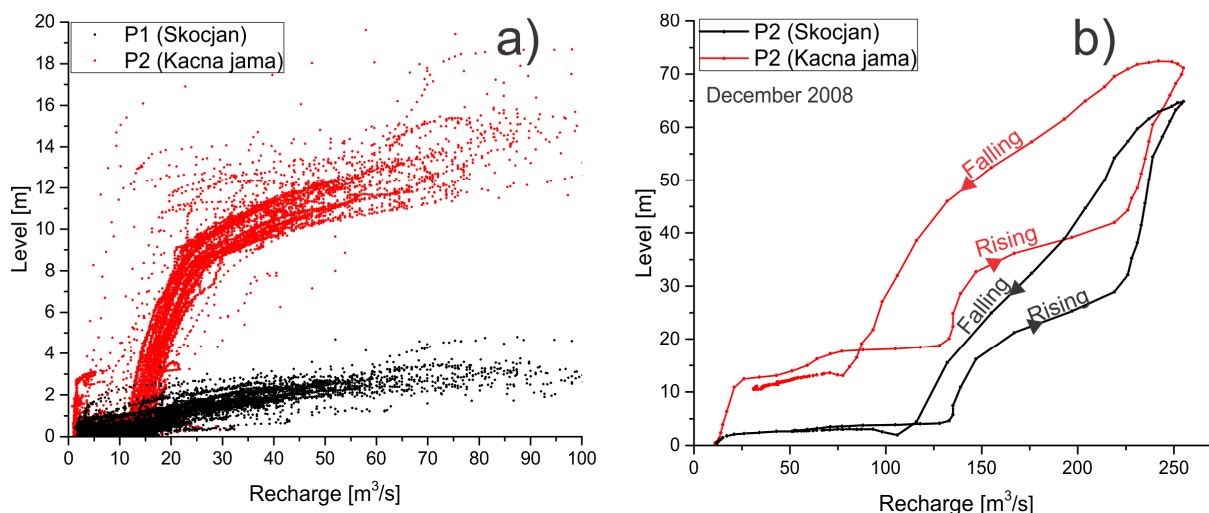 a)
P1 (Skocjan)
P2 (Kacna jama)
20
18
16
14
12
10
8
6
4
2
0
Level [m]
0 10 20 30 40 50 60 70 80 90 100
Recharge [m³/s]
b)
P2 (Skocjan)
P2 (Kacna jama)
December 2008
80
70
60
50
40
30
20
10
0
Level [m]
Falling
Rising
Falling
Rising
0 50 100 150 200 250
Recharge [m³/s]